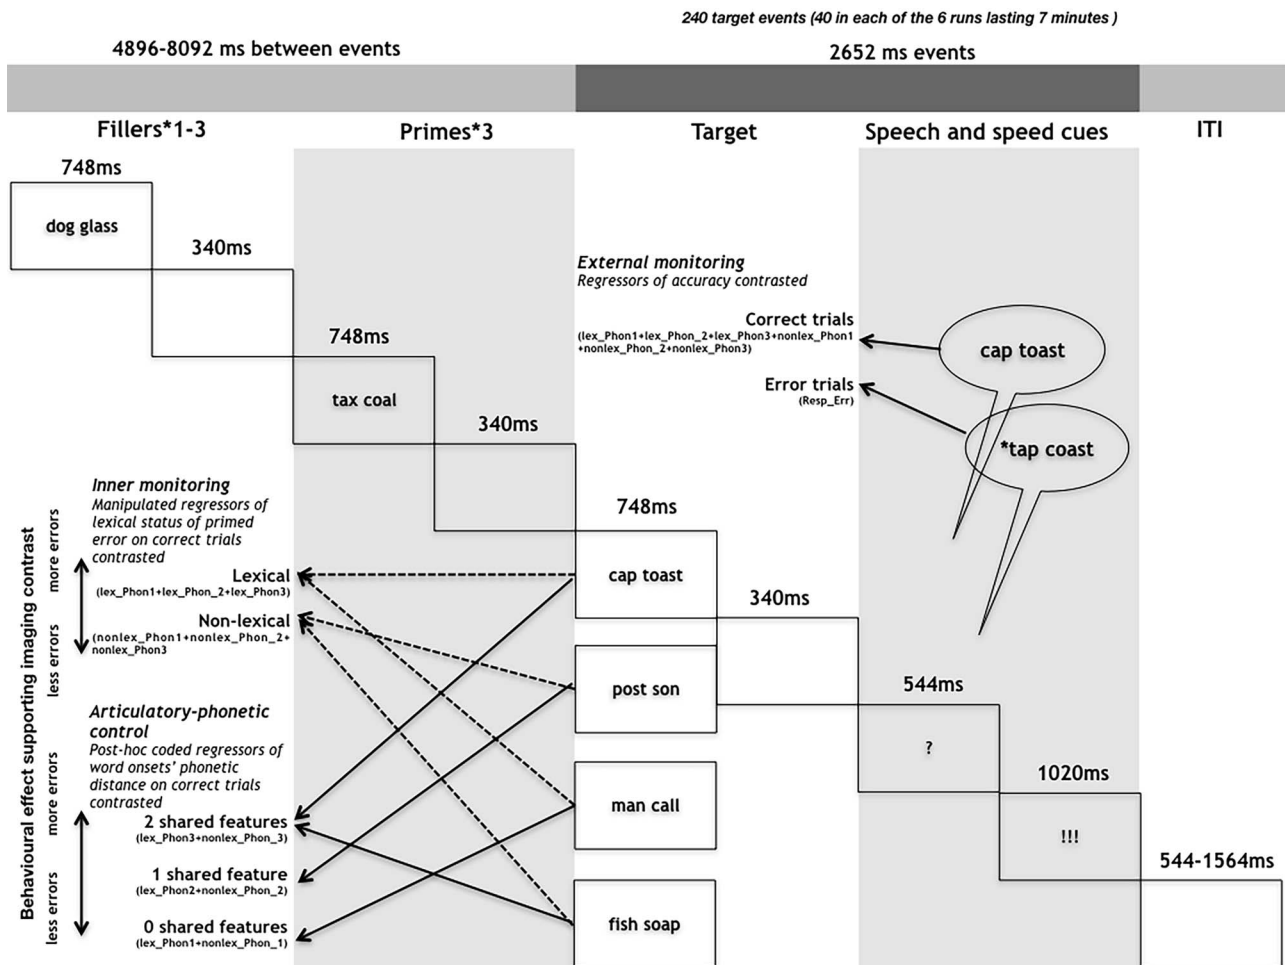 240 target events (40 in each of the 6 runs lasting 7 minutes )
4896-8092 ms between events
2652 ms events
Fillers*1-3
Primes*3
Target
Speech and speed cues
ITI
748ms
dog glass
340ms
748ms
tax coal
340ms
External monitoring
Regressors of accuracy contrasted
Correct trials
(lex_Phon1+lex_Phon_2+lex_Phon3+nonlex_Phon1
+nonlex_Phon_2+nonlex_Phon3)
Error trials
(Resp_Err)
cap toast
*tap coast
Behavioural effect supporting imaging contrast
more errors
less errors
Inner monitoring
Manipulated regressors of
lexical status of primed
error on correct trials
contrasted
Lexical
(lex_Phon1+lex_Phon_2+lex_Phon3)
Non-lexical
(nonlex_Phon1+nonlex_Phon_2+
nonlex_Phon3
748ms
cap toast
340ms
post son
544ms
?
more errors
less errors
Articulatory-phonetic
control
Post-hoc coded regressors of
word onsets' phonetic
distance on correct trials
contrasted
2 shared features
(lex_Phon3+nonlex_Phon_3)
1 shared feature
(lex_Phon2+nonlex_Phon_2)
0 shared features
(lex_Phon1+nonlex_Phon_1)
man call
fish soap
1020ms
!!!
544-1564ms